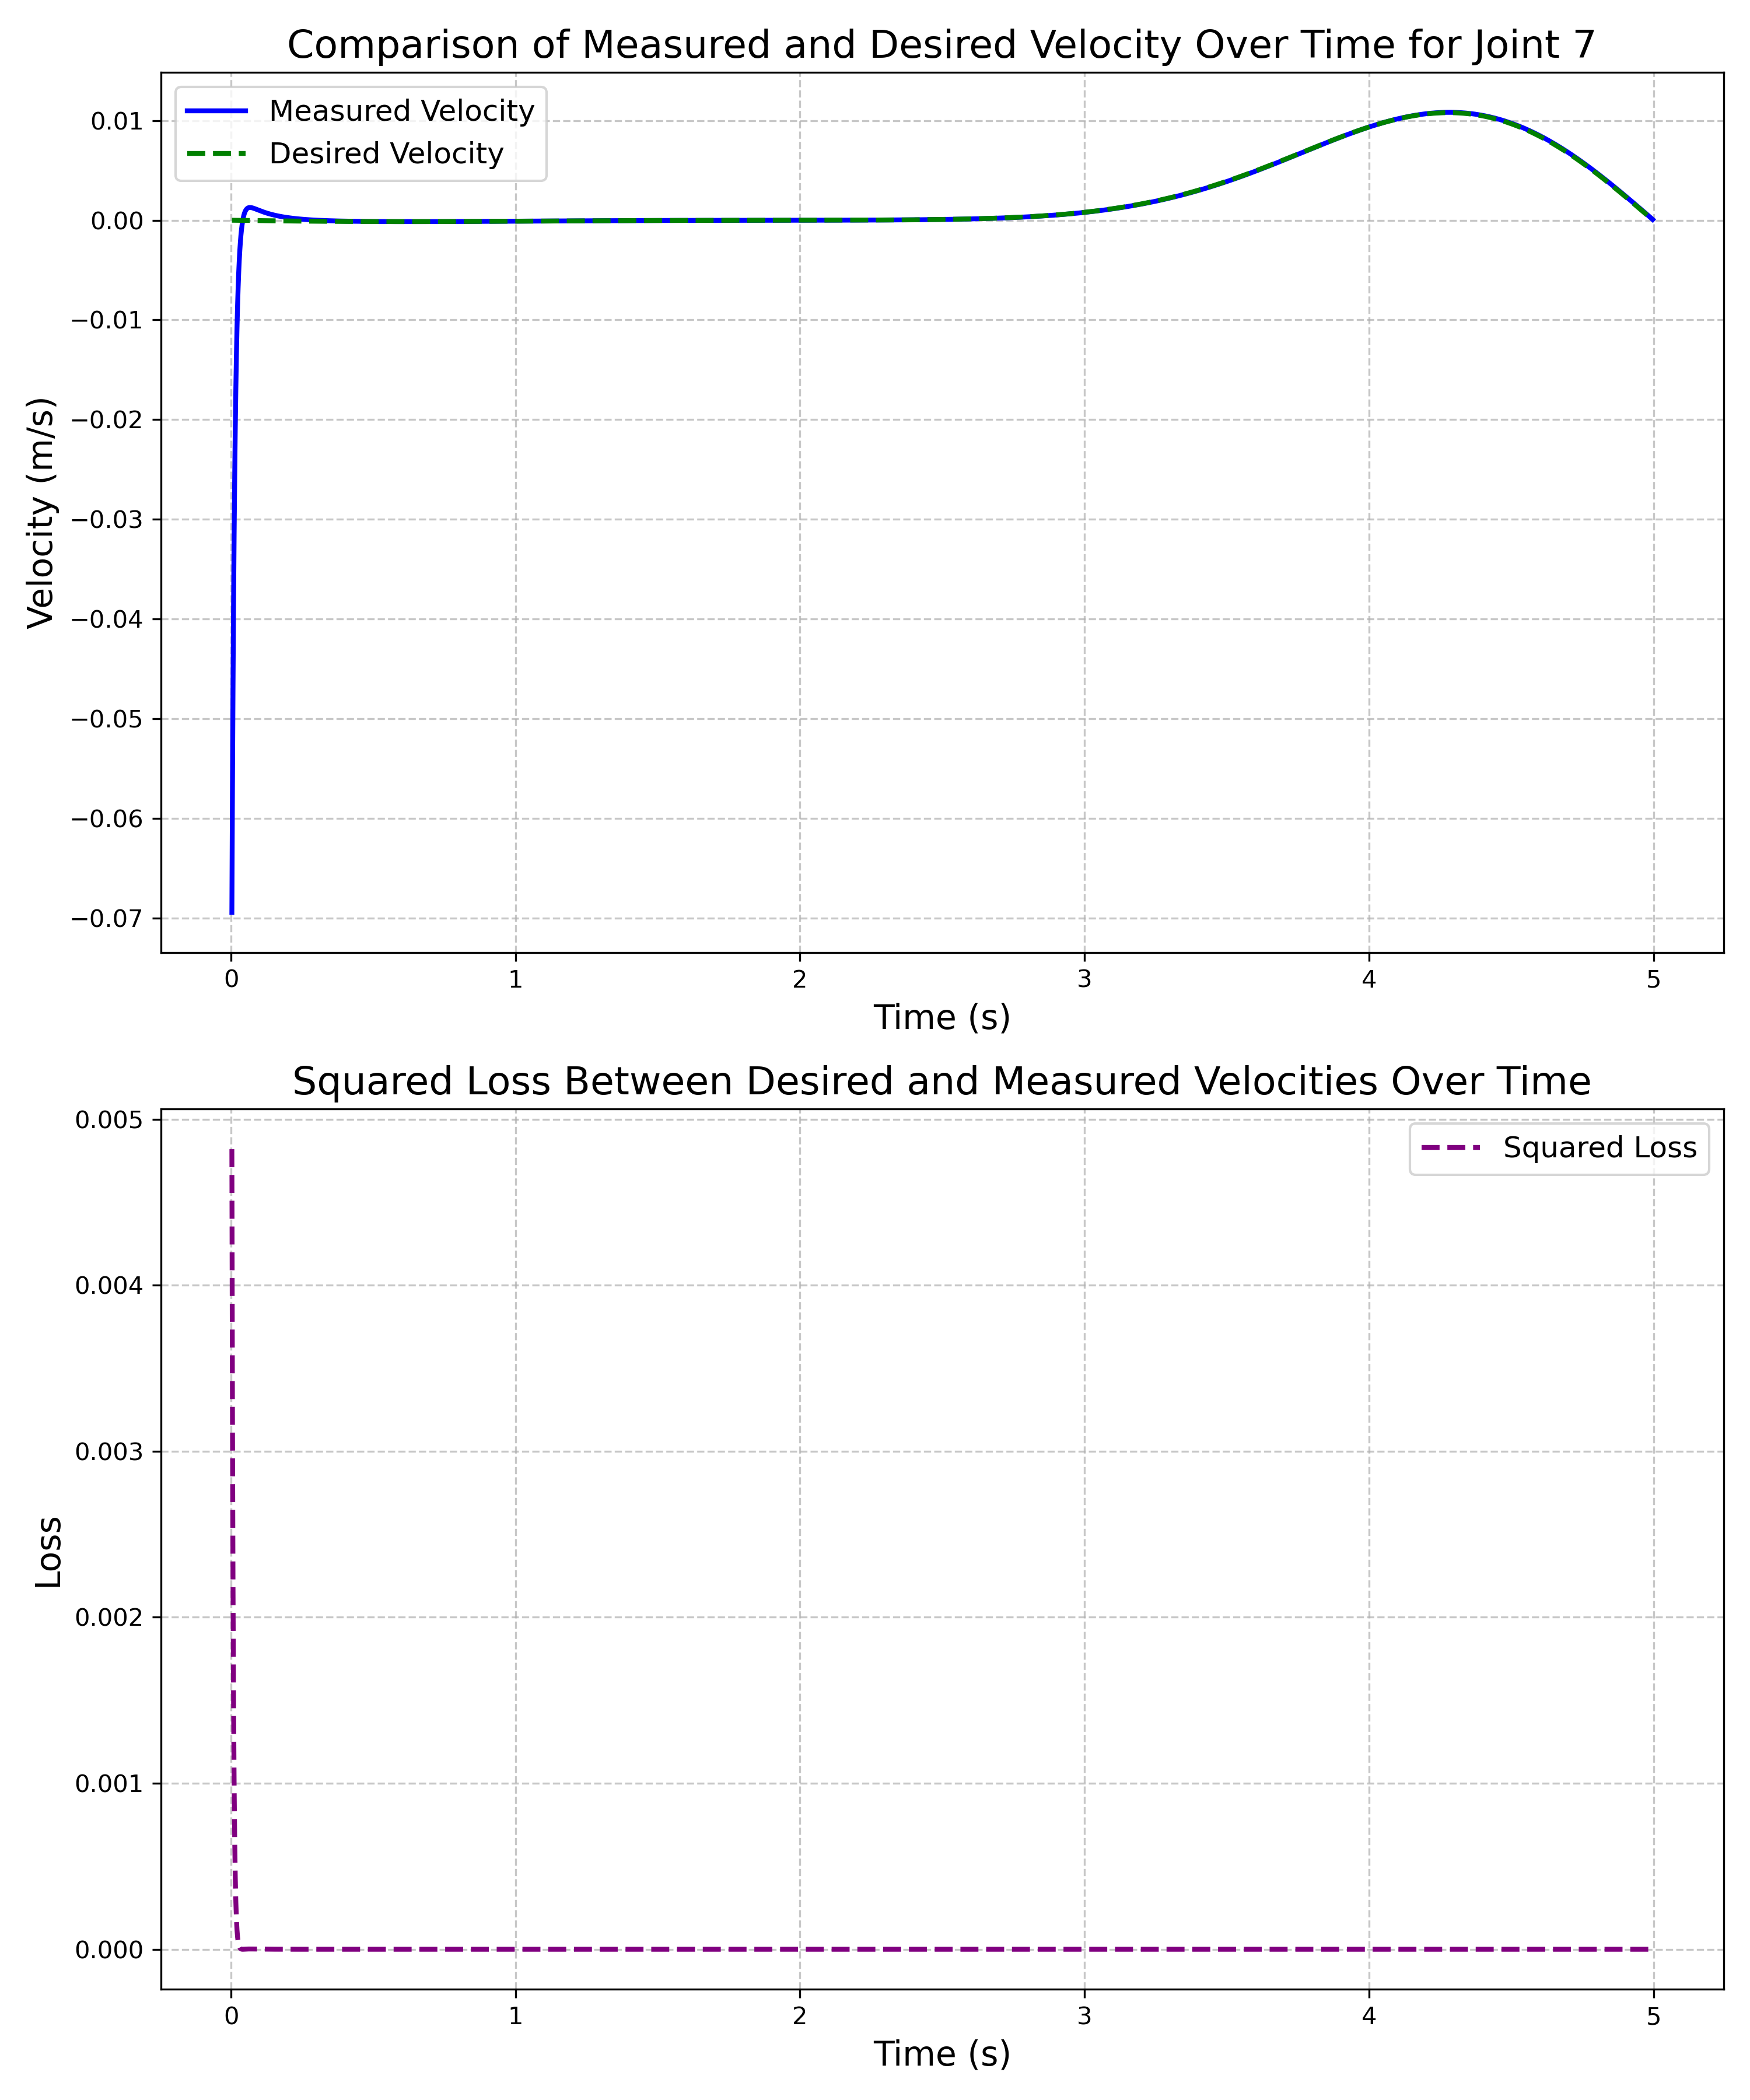 Comparison of Measured and Desired Velocity Over Time for Joint 7
Measured Velocity
Desired Velocity
Velocity (m/s)
0.01
0.00
−0.01
−0.02
−0.03
−0.04
−0.05
−0.06
−0.07
0 1 2 3 4 5
Time (s)
Squared Loss Between Desired and Measured Velocities Over Time
Squared Loss
Loss
0.005
0.004
0.003
0.002
0.001
0.000
0 1 2 3 4 5
Time (s)